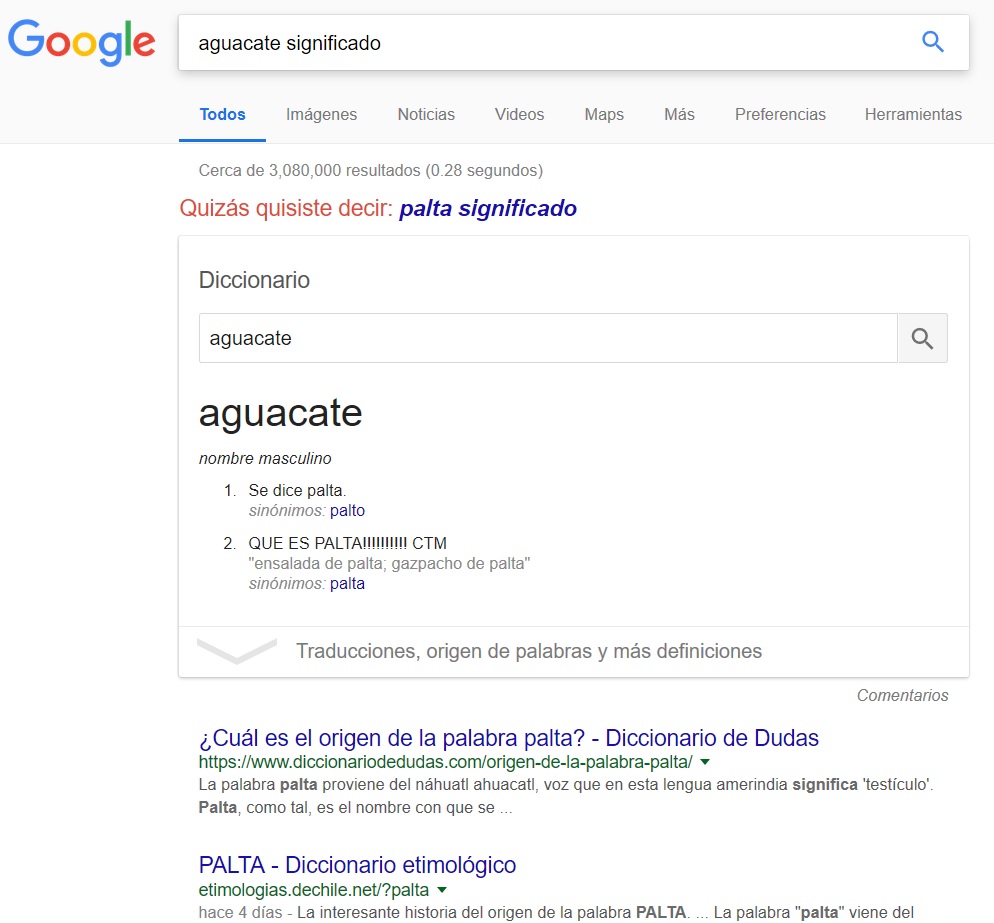 Google
aguacate significado
Todos Imágenes Noticias Videos Maps Más Preferencias Herramientas
Cerca de 3,080,000 resultados (0.28 segundos)
Quizás quisiste decir: palta significado
Diccionario
aguacate
aguacate
nombre masculino
1. Se dice palta.
sinónimos: palto
2. QUE ES PALTA!!!!!!!!!! CTM
"ensalada de palta; gazpacho de palta"
sinónimos: palta
Traducciones, origen de palabras y más definiciones
Comentarios
¿Cuál es el origen de la palabra palta? - Diccionario de Dudas
https://www.diccionariodedudas.com/origen-de-la-palabra-palta/
La palabra palta proviene del náhuatl ahuacatl, voz que en esta lengua amerindia significa 'testículo'.
Palta, como tal, es el nombre con que se ...
PALTA - Diccionario etimológico
etimologias.dechile.net/?palta
hace 4 días - La interesante historia del origen de la palabra PALTA. ... La palabra "palta" viene del